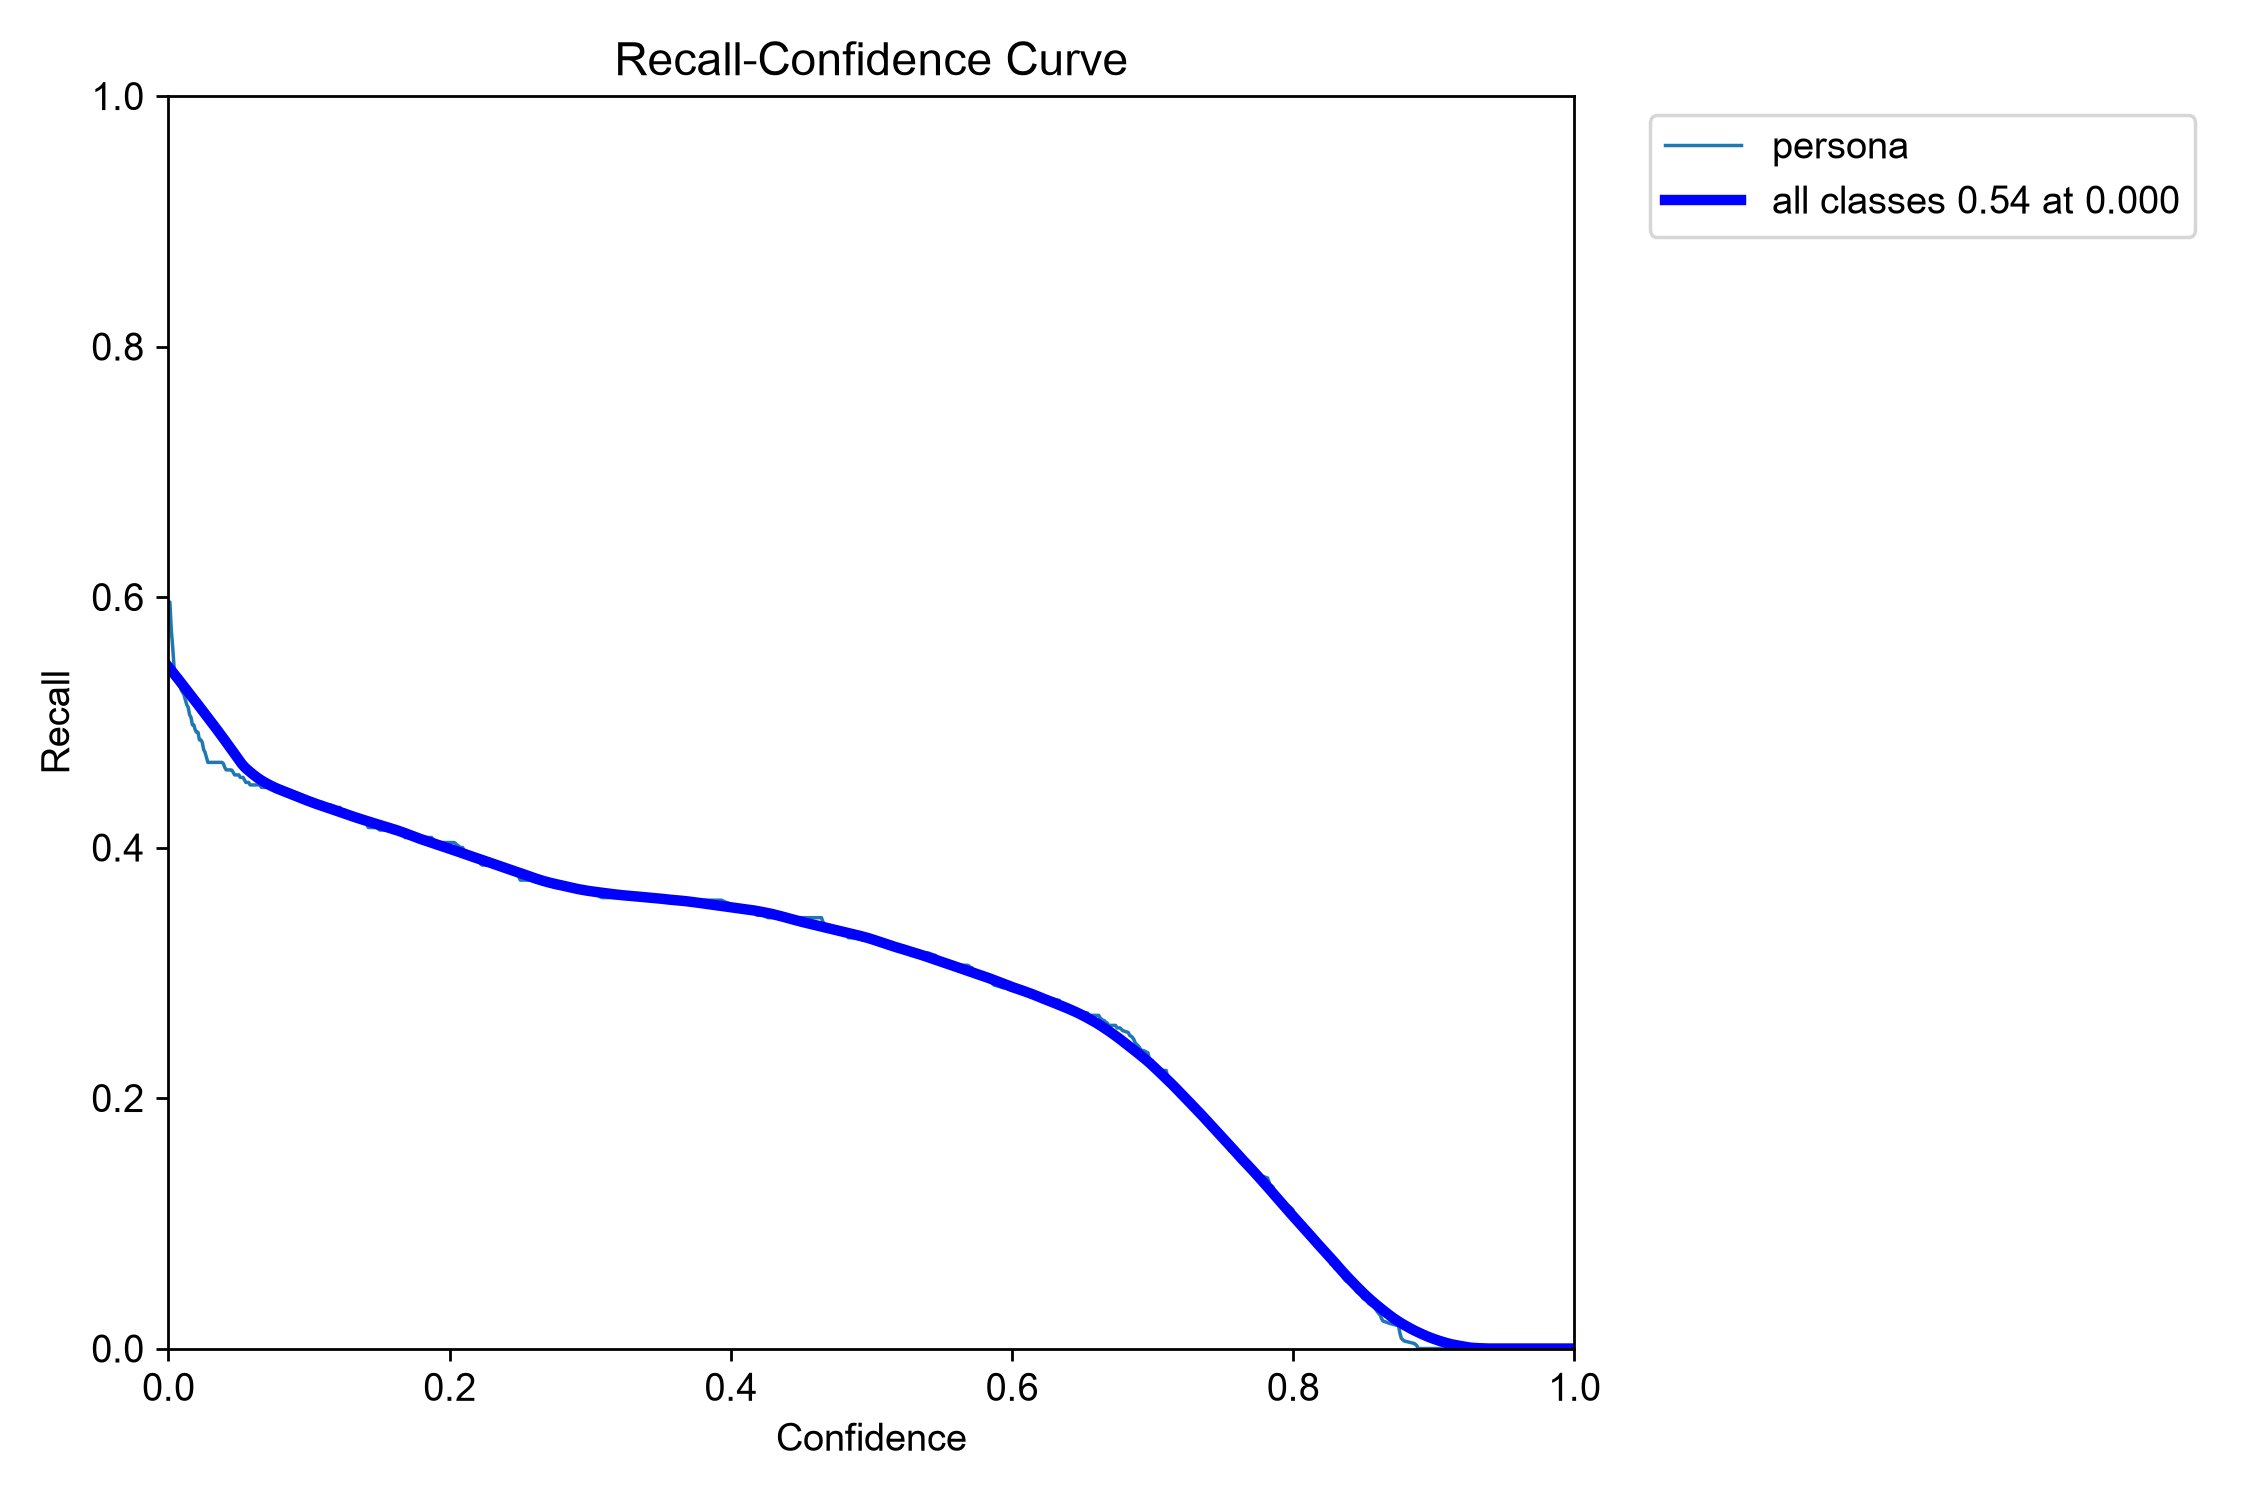 Recall-Confidence Curve
1.0
0.8
0.6
0.4
0.2
0.0
Recall
0.0 0.2 0.4 0.6 0.8 1.0
Confidence
persona
all classes 0.54 at 0.000